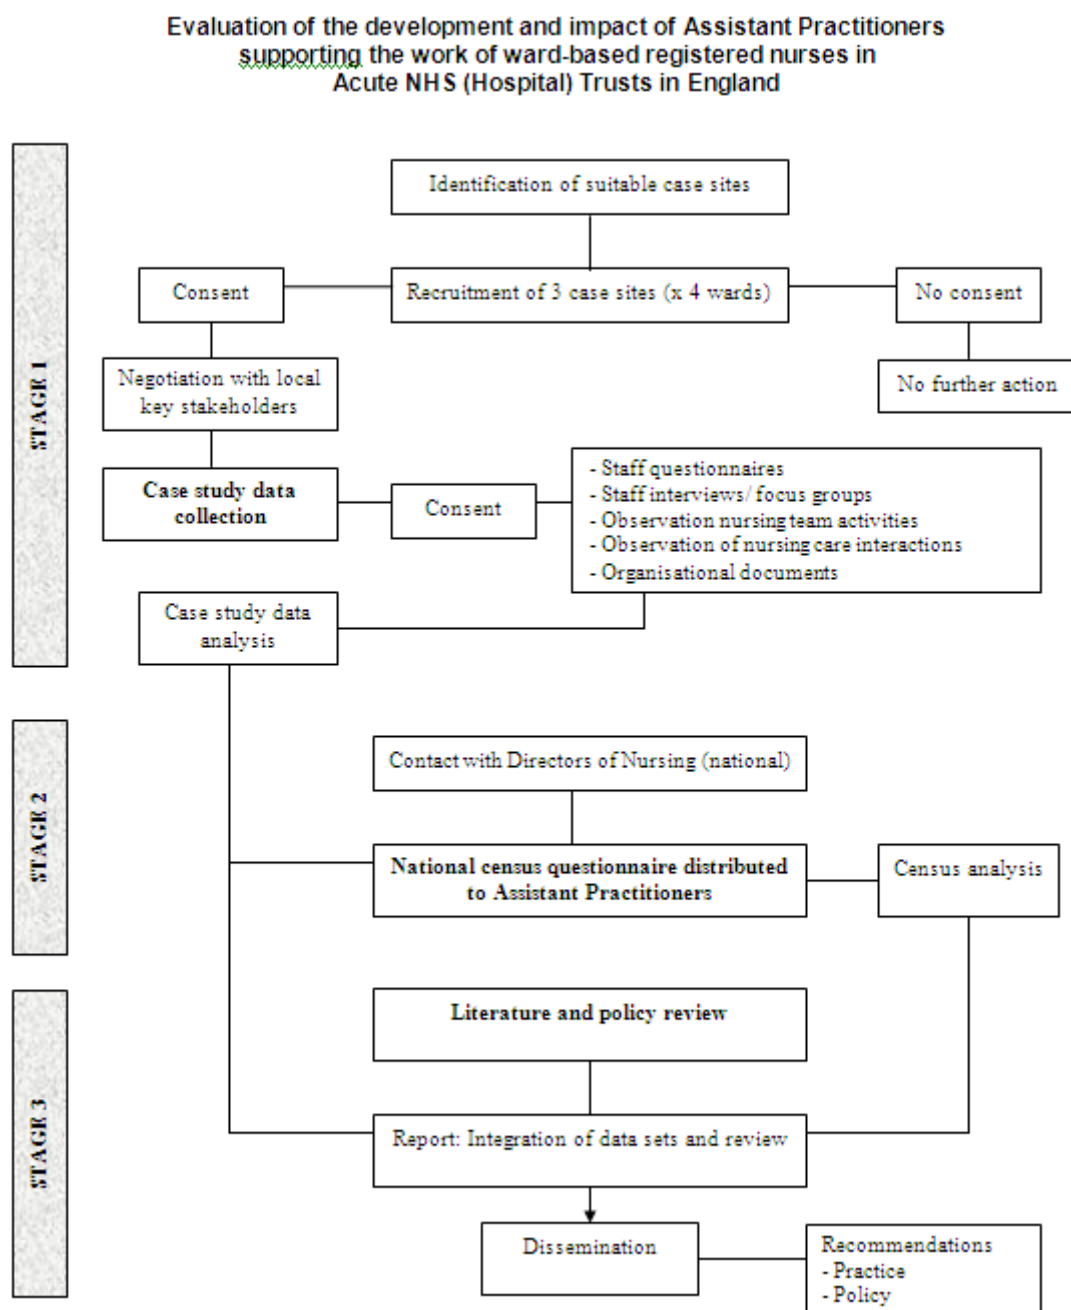 Evaluation of the development and impact of Assistant Practitioners
supporting the work of ward-based registered nurses in
Acute NHS (Hospital) Trusts in England
STAGE 1
Identification of suitable case sites
Consent
Recruitment of 3 case sites (x 4 wards)
No consent
Negotiation with local
key stakeholders
No further action
Case study data
collection
Consent
- Staff questionnaires
- Staff interviews/ focus groups
- Observation nursing team activities
- Observation of nursing care interactions
- Organisational documents
Case study data
analysis
STAGE 2
Contact with Directors of Nursing (national)
National census questionnaire distributed
to Assistant Practitioners
Census analysis
STAGE 3
Literature and policy review
Report: Integration of data sets and review
Dissemination
Recommendations
- Practice
- Policy